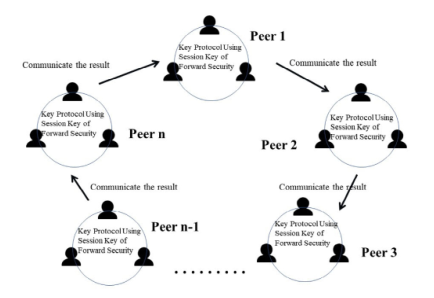 Peer 1
Key Protocol Using
Session Key of
Forward Security
Communicate the result
Communicate the result
Key Protocol Using
Session Key of
Forward Security
Peer n
Peer 2
Key Protocol Using
Session Key of
Forward Security
Communicate the result
Communicate the result
Key Protocol Using
Session Key of
Forward Security
Peer n-1
Key Protocol Using
Session Key of
Forward Security
Peer 3
. . . . . . . . .